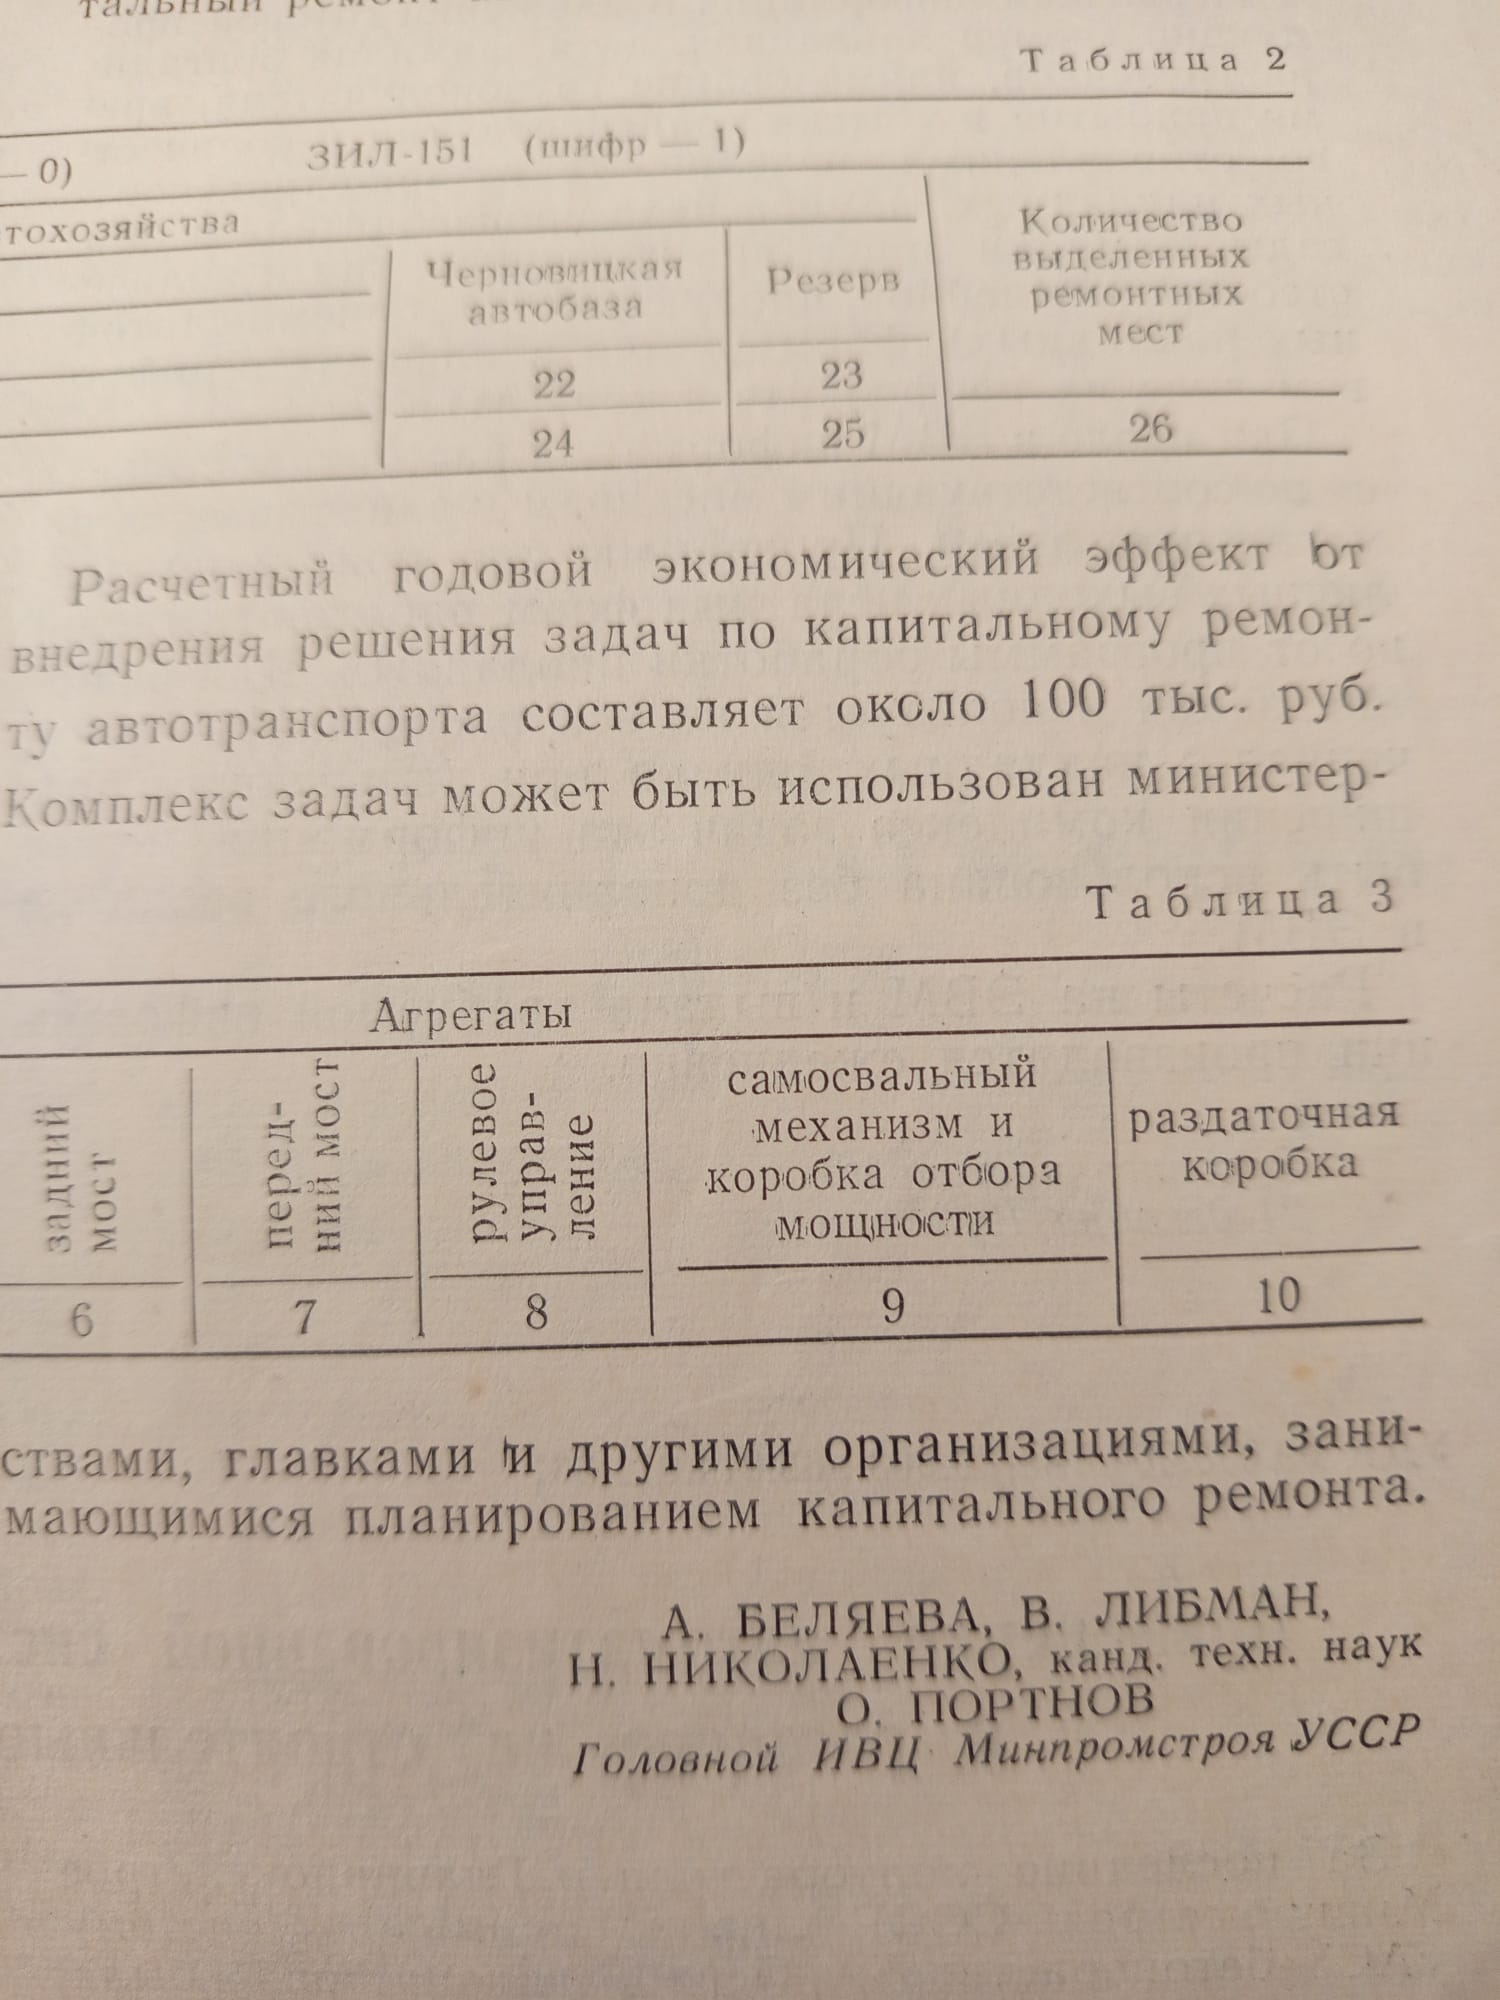 тальный ремонт
Таблица 2
— 0) ЗИЛ-151 (шифр — 1)
тохозяйства
Черновицкая
автобаза
Резерв
Количество
выделенных
ремонтных
мест
22 23
24 25 26
Расчетный годовой экономический эффект от
внедрения решения задач по капитальному ремон-
ту автотранспорта составляет около 100 тыс. руб.
Комплекс задач может быть использован министер-
Таблица 3
Агрегаты
задний
мост
перед-
ний мост
рулевое
управ-
ление
самосвальный
механизм и
коробка отбора
мощности
раздаточная
коробка
6 7 8 9 10
ствами, главками и другими организациями, зани-
мающимися планированием капитального ремонта.
А. БЕЛЯЕВА, В. ЛИБМАН,
Н. НИКОЛАЕНКО, канд. техн. наук
О. ПОРТНОВ
Головной ИВЦ Минпромстроя УССР